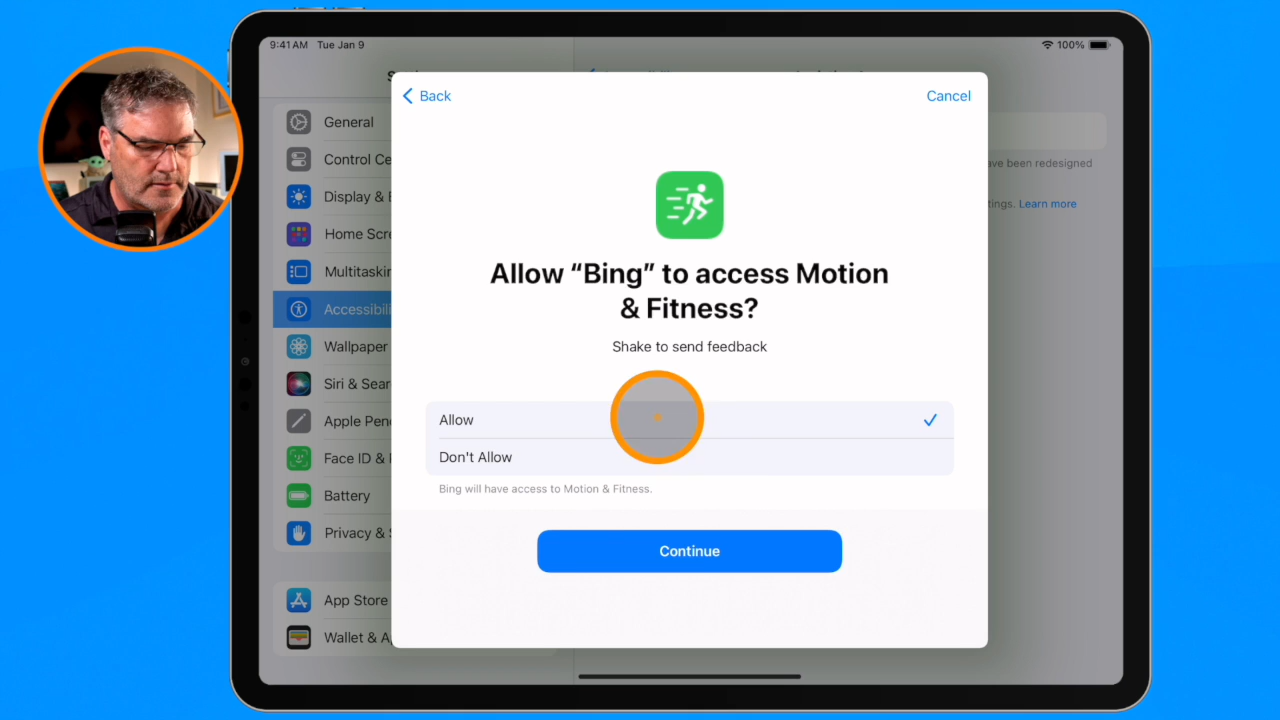 9:41 AM Tue Jan 9
100%
Back
Cancel
General
Control Ce
Display &
Home Scre
Multitaskin
Accessibili
Wallpaper
Siri & Sear
Apple Pen
Face ID &
Battery
Privacy &
App Store
Wallet &
ave been redesigned
tings. Learn more
Allow “Bing” to access Motion
& Fitness?
Shake to send feedback
Allow
Don't Allow
Bing will have access to Motion & Fitness.
Continue